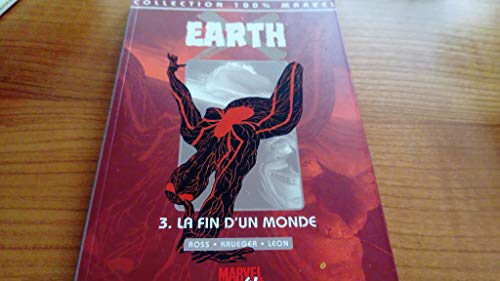 COLLECTION 100% MARVEL
EARTH
3. LA FIN D'UN MONDE
ROSS • KRUEGER • LEON
MARVEL